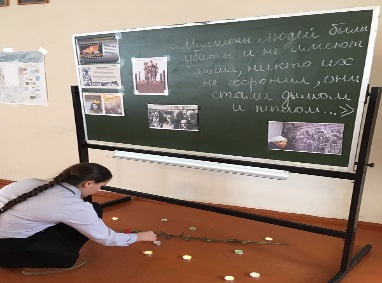 «Миллионы людей были
убиты и не имеют
могил, никто их
не хоронил, они
стали дымом
и пеплом...»